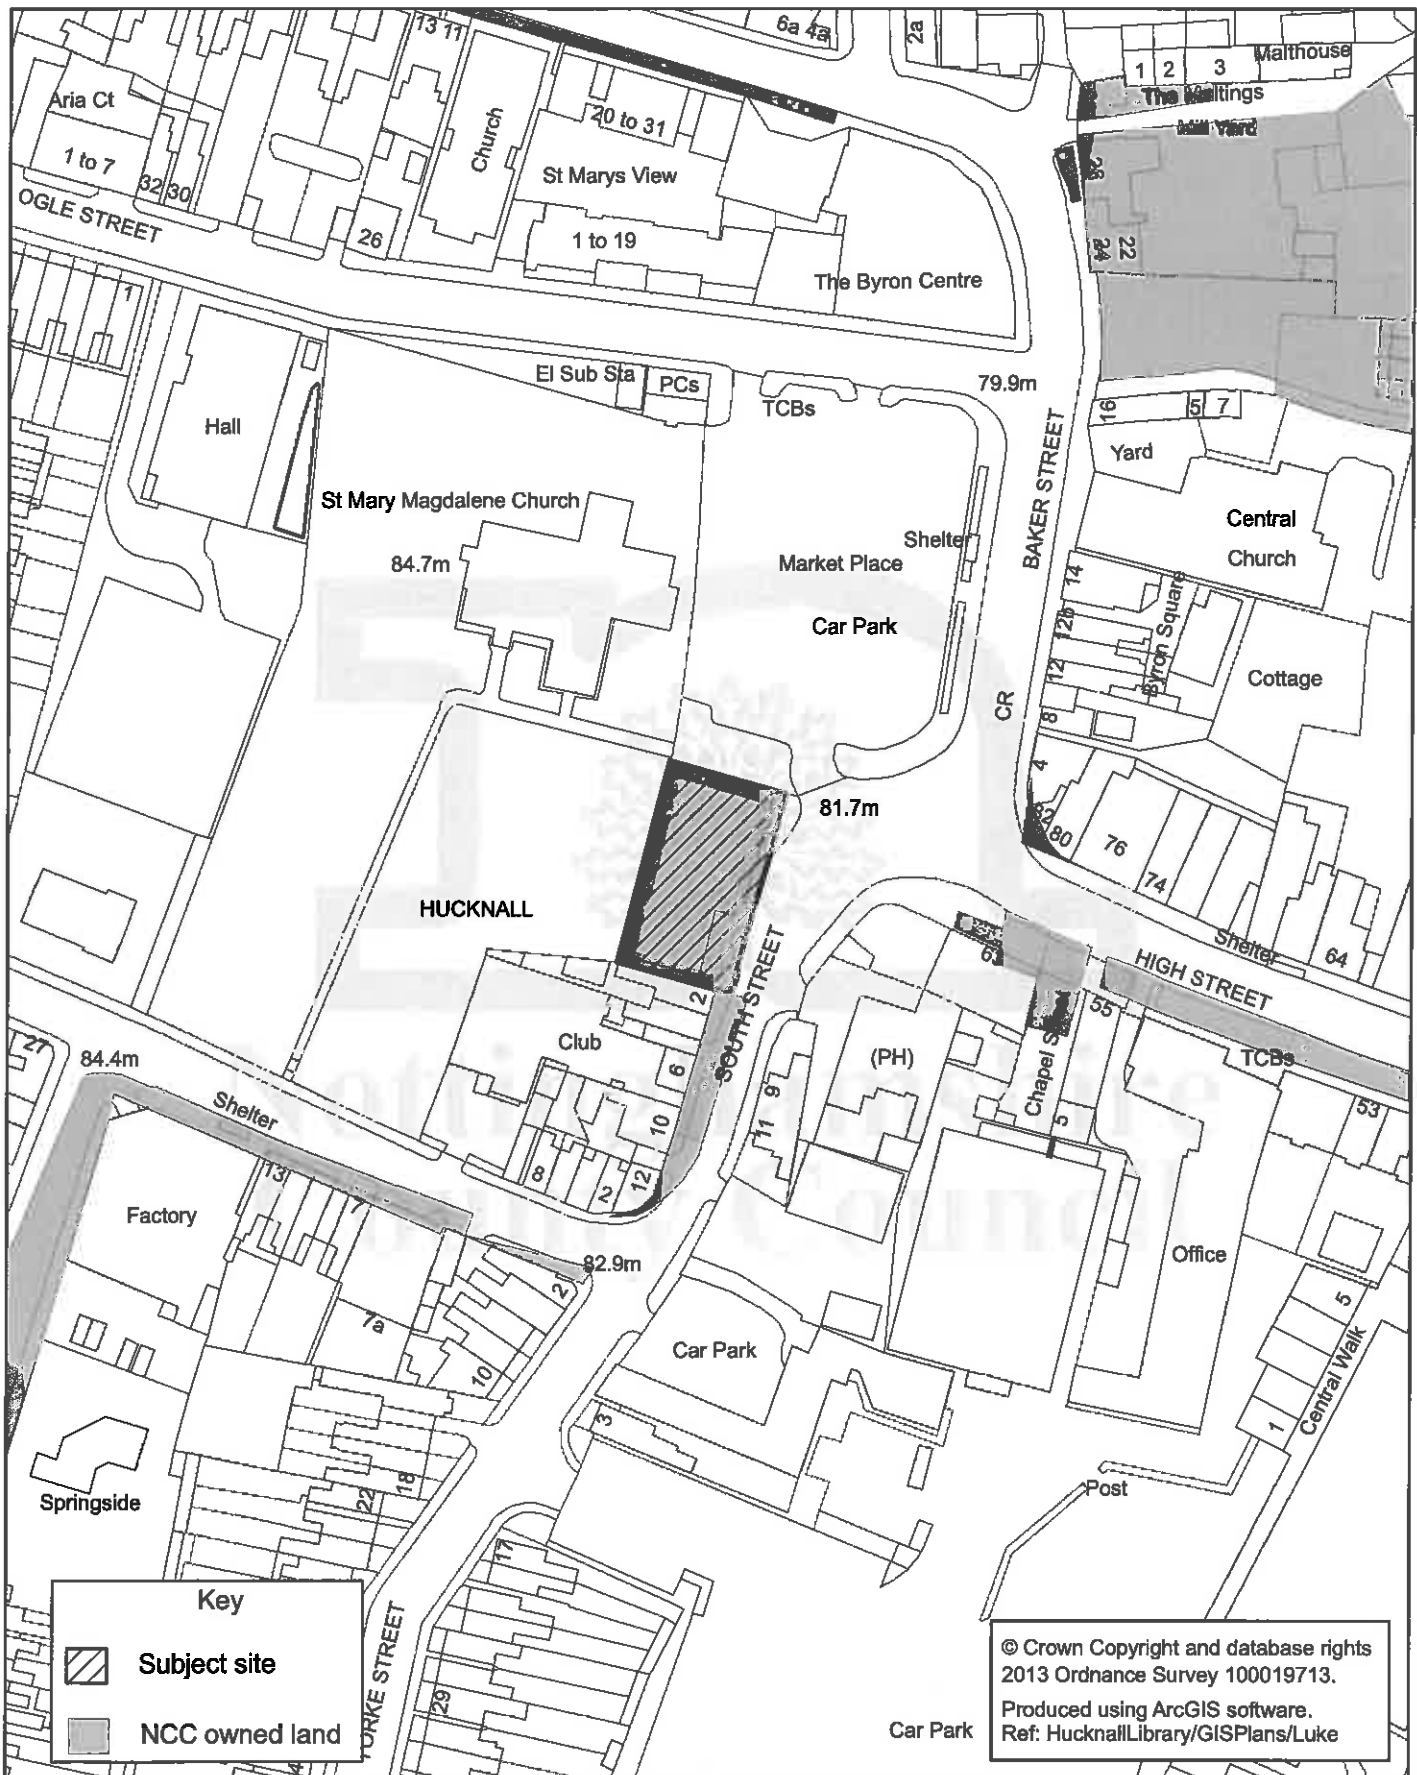 13 11
6a 4a
2a
Malthouse
1 2 3
The Maltings
Mill Yard
Aria Ct
1 to 7
32 30
OGLE STREET
26
Church
20 to 31
St Marys View
1 to 19
The Byron Centre
26
24
22
1
Hall
El Sub Sta
PCs
TCBs
79.9m
16
5
7
Yard
BAKER STREET
St Mary Magdalene Church
84.7m
Market Place
Shelter
Car Park
Central
Church
14
12b
12
8
Byron Square
Cottage
CR
4
82
80
76
74
81.7m
HUCKNALL
SOUTH STREET
2
Club
6
10
8
2
12
9
11
(PH)
Chapel S
5
55
HIGH STREET
Shelter
64
TCBs
53
27
84.4m
Shelter
Nottinghamshire
County Council
13
7
Factory
82.9m
2
7a
10
Car Park
Office
5
Central Walk
1
3
Springside
22
18
Post
17
29
Car Park
Key
Subject site
NCC owned land
YORKE STREET
© Crown Copyright and database rights
2013 Ordnance Survey 100019713.
Produced using ArcGIS software.
Ref: HucknallLibrary/GISPlans/Luke